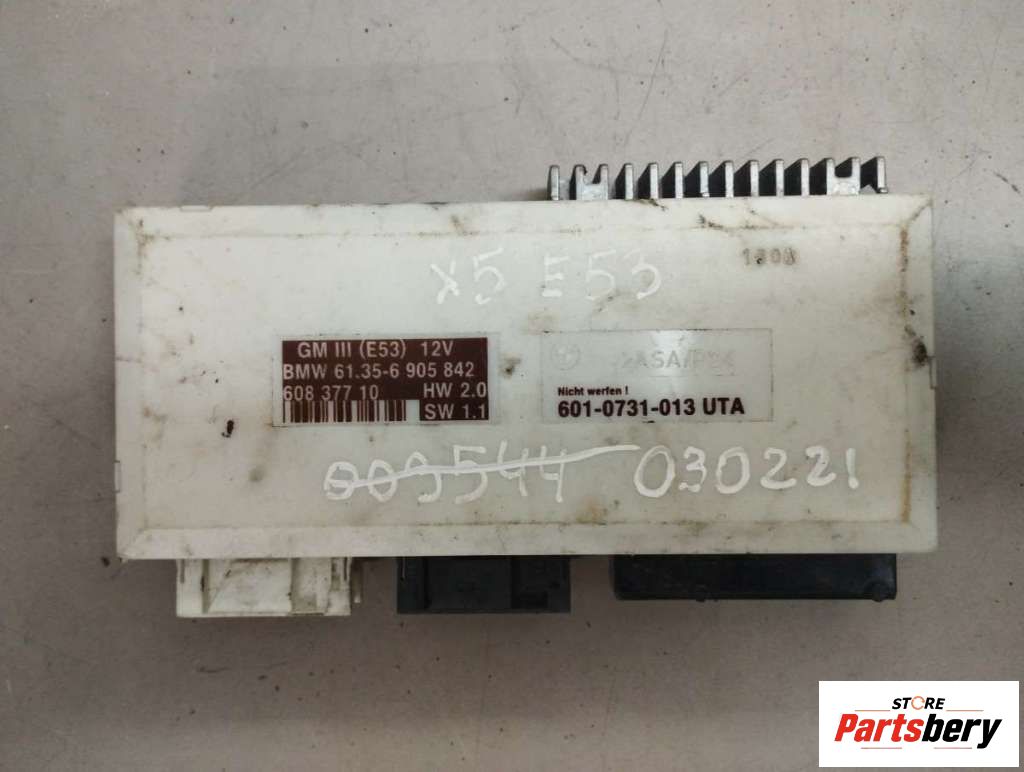 X5 E53
GM III (E53) 12V
BMW 61.35-6 905 842
608 377 10 HW 2.0
SW 1.1
Nicht werfen !
601-0731-013 UTA
009544 030221
STORE
Partsbery